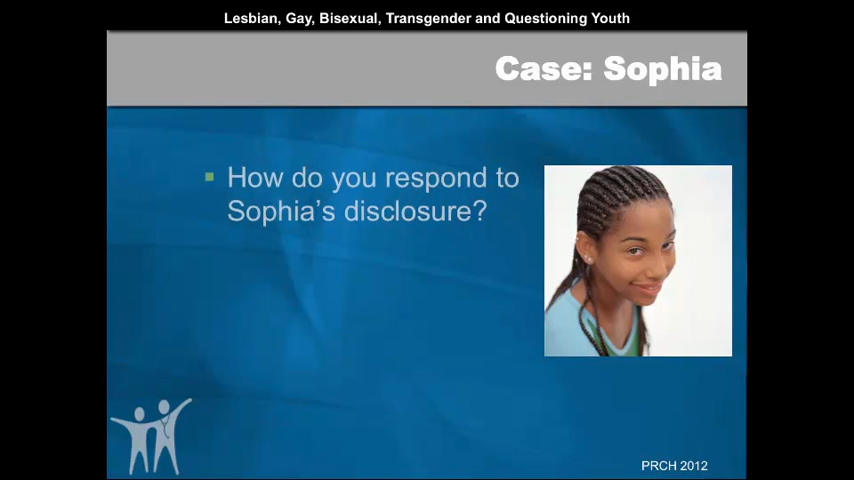 Lesbian, Gay, Bisexual, Transgender and Questioning Youth
Case: Sophia
How do you respond to
Sophia's disclosure?
PRCH 2012